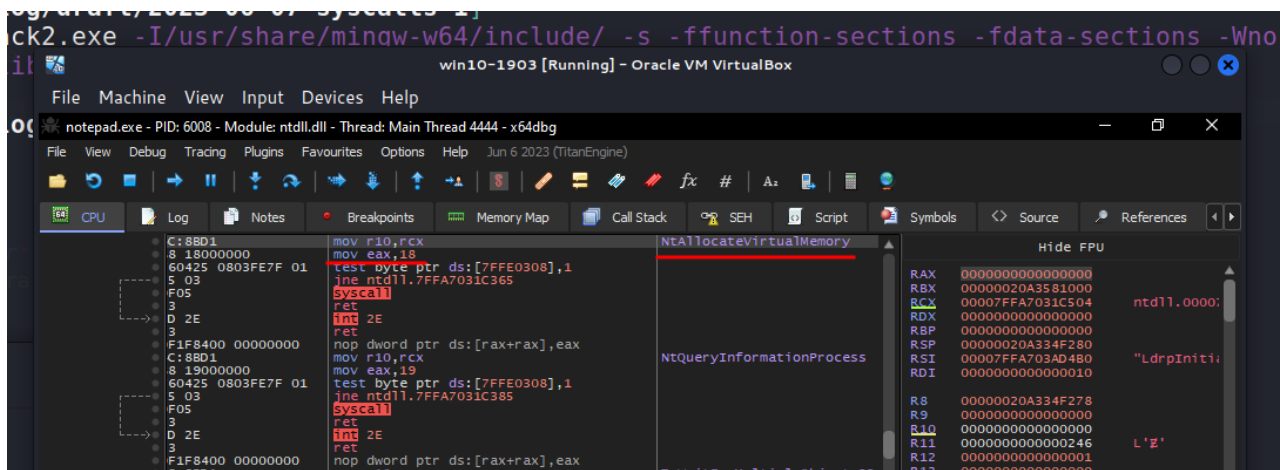 log/draft/2023-06-07-syscalls-1]
ck2.exe -I/usr/share/mingw-w64/include/ -s -ffunction-sections -fdata-sections -Wno
win10-1903 [Running] - Oracle VM VirtualBox
File Machine View Input Devices Help
notepad.exe - PID: 6008 - Module: ntdll.dll - Thread: Main Thread 4444 - x64dbg
File View Debug Tracing Plugins Favourites Options Help Jun 6 2023 (TitanEngine)
CPU Log Notes Breakpoints Memory Map Call Stack SEH Script Symbols Source References
C:8BD1 mov r10,rcx NtAllocateVirtualMemory Hide FPU
8 18000000 mov eax,18
60425 0803FE7F 01 test byte ptr ds:[7FFE0308],1
5 03 jne ntdll.7FFA7031C365 RAX 0000000000000000
F05 syscall RBX 00000020A3581000
3 ret RCX 00007FFA7031C504
D 2E int 2E RDX 0000000000000000
3 ret RBP 0000000000000000
F1F8400 00000000 nop dword ptr ds:[rax+rax],eax RSP 00000020A334F280
C:8BD1 mov r10,rcx NtQueryInformationProcess RSI 00007FFA703AD4B0 "LdrpIniti
8 19000000 mov eax,19 RDI 0000000000000010
60425 0803FE7F 01 test byte ptr ds:[7FFE0308],1
5 03 jne ntdll.7FFA7031C385 R8 00000020A334F278
F05 syscall R9 0000000000000000
3 ret R10 0000000000000000
D 2E int 2E R11 0000000000000246
3 ret R12 0000000000000001
F1F8400 00000000 nop dword ptr ds:[rax+rax],eax